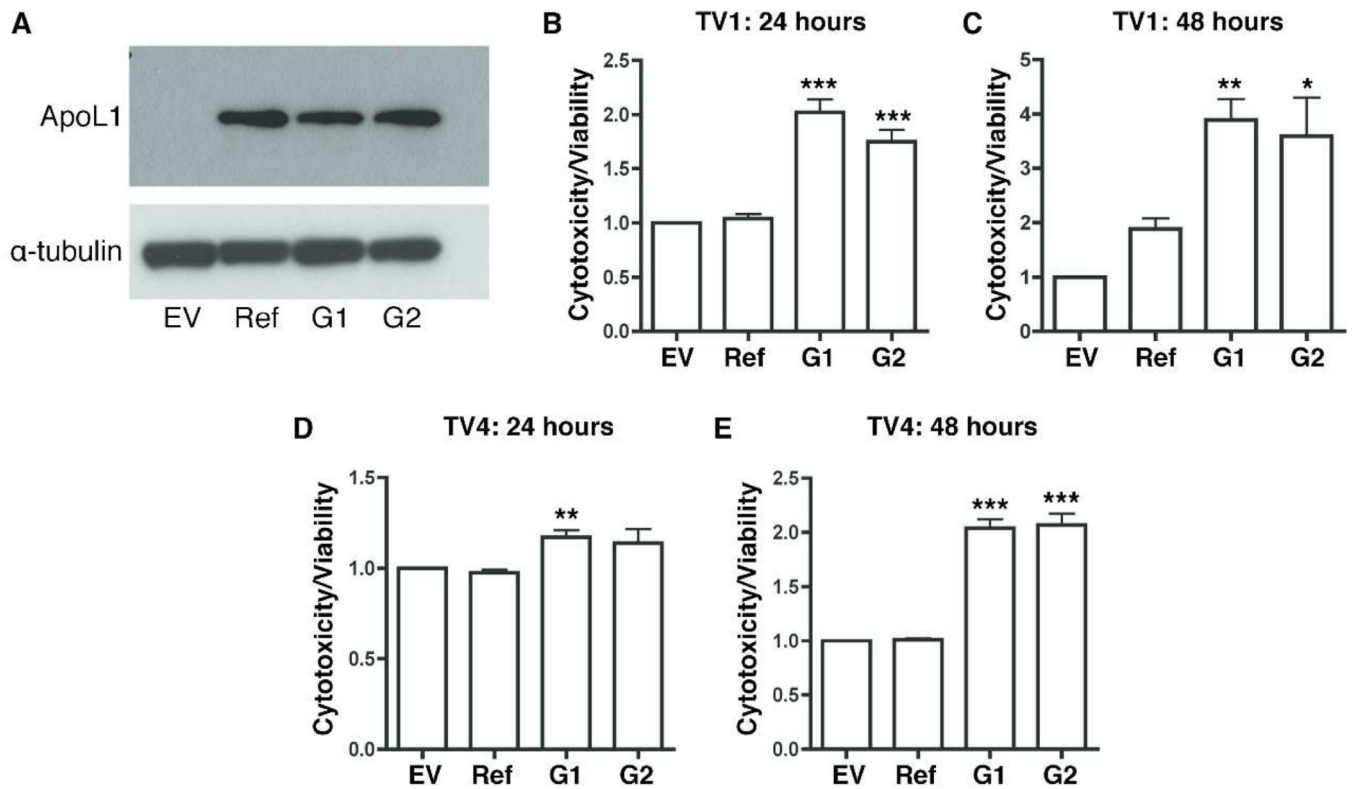 A
ApoL1
α-tubulin
EV Ref G1 G2
B
TV1: 24 hours
Cytotoxicity/Viability
2.5
2.0
1.5
1.0
0.5
0.0
***
***
EV Ref G1 G2
C
TV1: 48 hours
Cytotoxicity/Viability
5
4
2
1
0
**
*
EV Ref G1 G2
D
TV4: 24 hours
Cytotoxicity/Viability
1.5
1.0
0.5
0.0
**
EV Ref G1 G2
E
TV4: 48 hours
Cytotoxicity/Viability
2.5
2.0
1.5
1.0
0.5
0.0
***
***
EV Ref G1 G2